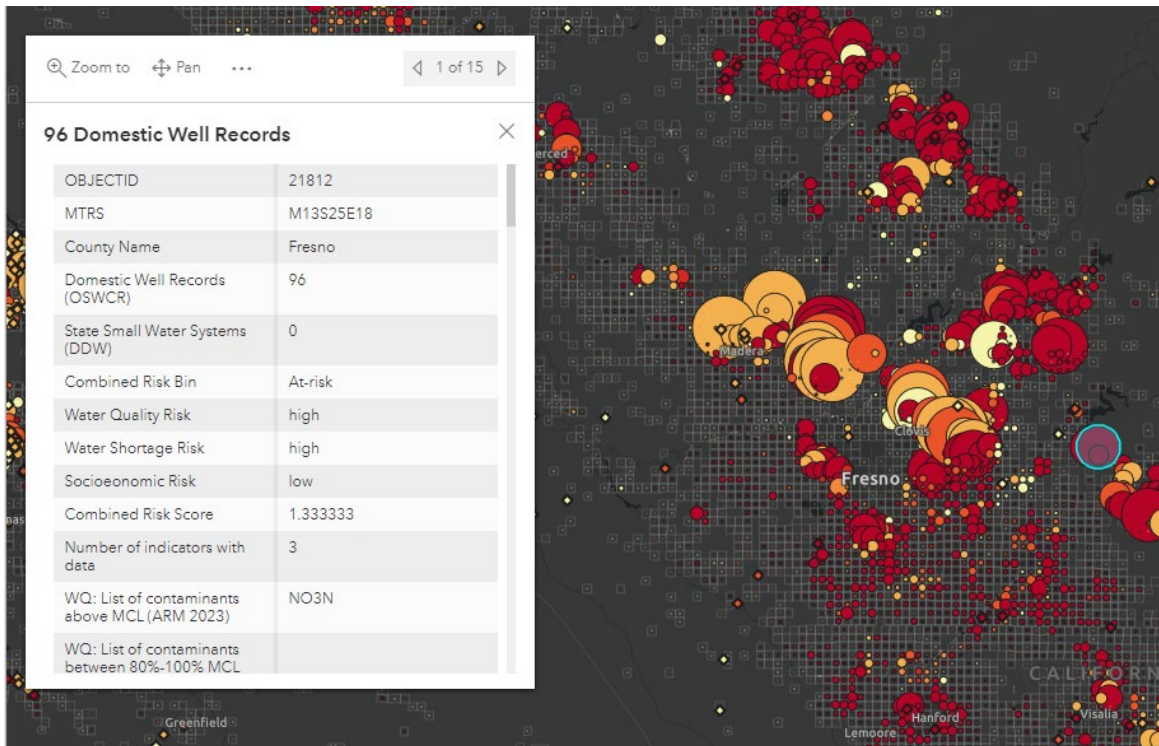 Zoom to Pan ... 1 of 15
96 Domestic Well Records
OBJECTID 21812
MTRS M13S25E18
County Name Fresno
Domestic Well Records 96
(OSWCR)
State Small Water Systems 0
(DDW)
Combined Risk Bin At-risk
Water Quality Risk high
Water Shortage Risk high
Socioeonomic Risk low
Combined Risk Score 1.333333
Number of indicators with 3
data
WQ: List of contaminants NO3N
above MCL (ARM 2023)
WQ: List of contaminants
between 80%-100% MCL
erced
Madera
Clovis
Fresno
nas
CALIFORN
Visalia
Hanford
Lemoore
Greenfield